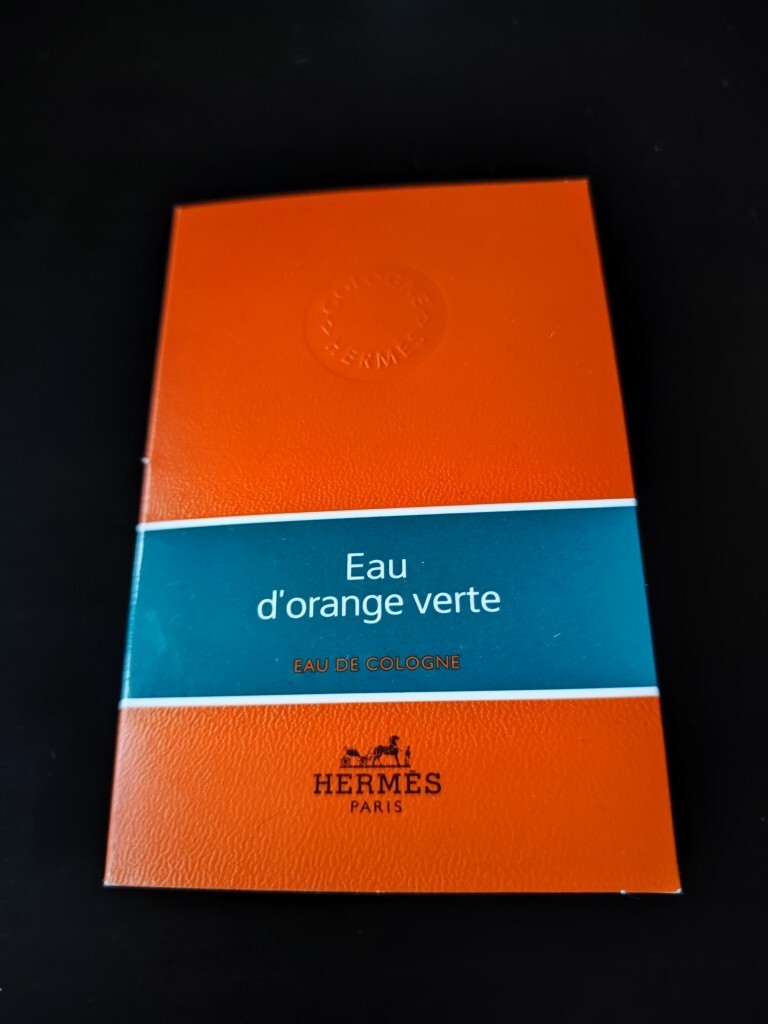 COLOGNE
HERMÈS
Eau
d'orange verte
EAU DE COLOGNE
HERMÈS
PARIS